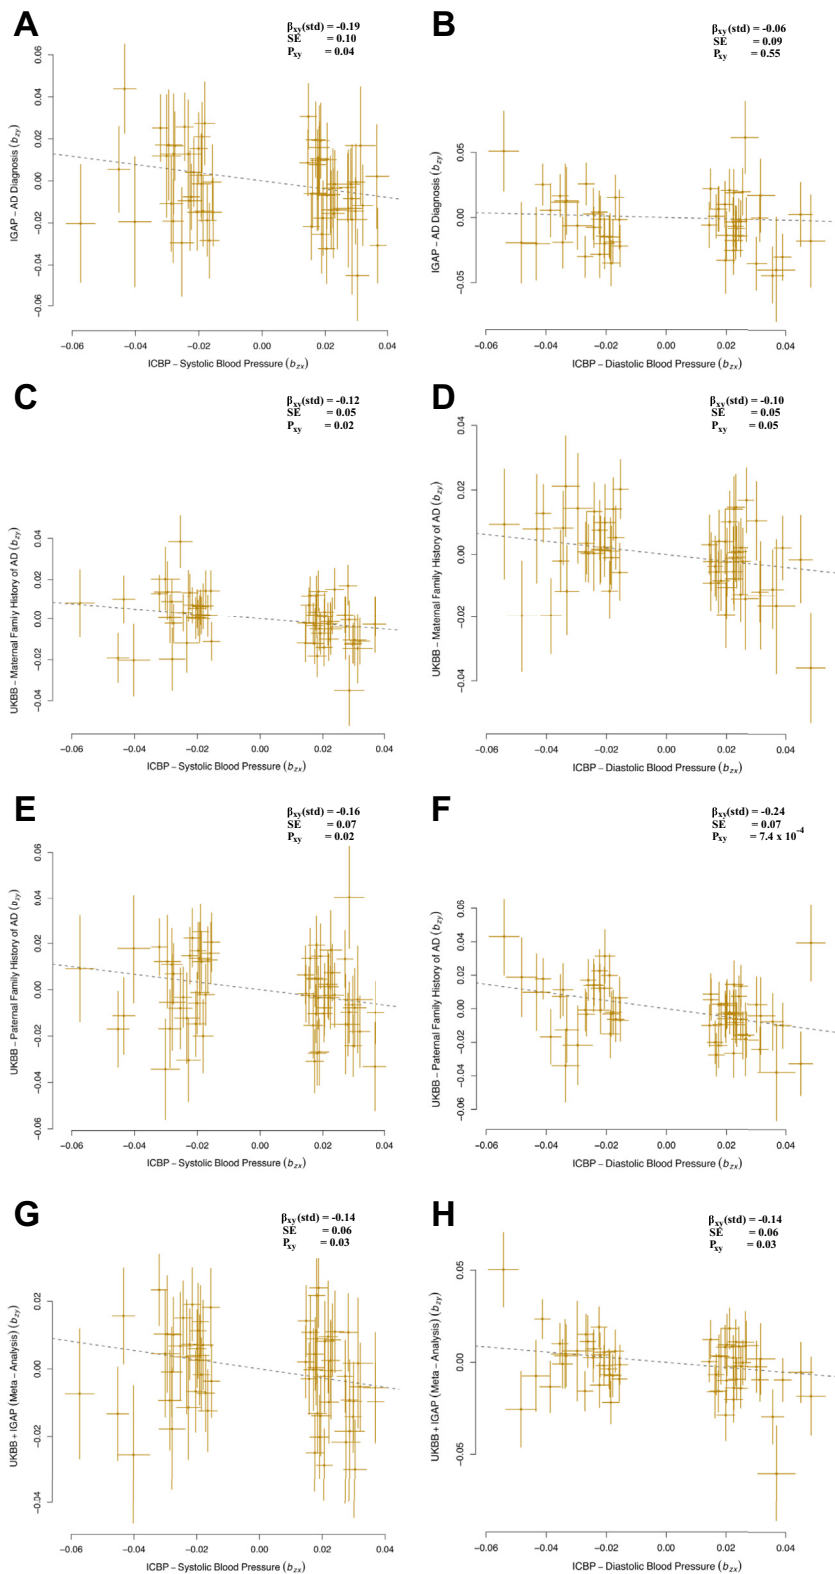 A
βxy(std) = -0.19
SE = 0.10
Pxy = 0.04
IGAP – AD Diagnosis (bzy)
0.06
0.04
0.02
0.00
−0.02
−0.04
−0.06
−0.06 −0.04 −0.02 0.00 0.02 0.04
ICBP – Systolic Blood Pressure (bzx)
B
βxy(std) = -0.06
SE = 0.09
Pxy = 0.55
IGAP – AD Diagnosis (bzy)
0.05
0.00
−0.05
−0.06 −0.04 −0.02 0.00 0.02 0.04
ICBP – Diastolic Blood Pressure (bzx)
C
βxy(std) = -0.12
SE = 0.05
Pxy = 0.02
UKBB – Maternal Famiy History of AD (bzy)
0.04
0.02
0.00
−0.02
−0.04
−0.06 −0.04 −0.02 0.00 0.02 0.04
ICBP – Systolic Blood Pressure (bzx)
D
βxy(std) = -0.10
SE = 0.05
Pxy = 0.05
UKBB – Maternal Famiy History of AD (bzy)
0.04
0.02
0.00
−0.02
−0.04
−0.06 −0.04 −0.02 0.00 0.02 0.04
ICBP – Diastolic Blood Pressure (bzx)
E
βxy(std) = -0.16
SE = 0.07
Pxy = 0.02
UKBB – Paternal Famiy History of AD (bzy)
0.06
0.04
0.02
0.00
−0.02
−0.04
−0.06
−0.06 −0.04 −0.02 0.00 0.02 0.04
ICBP – Systolic Blood Pressure (bzx)
F
βxy(std) = -0.24
SE = 0.07
Pxy = 7.4 x 10⁻⁴
UKBB – Paternal Famiy History of AD (bzy)
0.06
0.04
0.02
0.00
−0.02
−0.04
−0.06
−0.06 −0.04 −0.02 0.00 0.02 0.04
ICBP – Diastolic Blood Pressure (bzx)
G
βxy(std) = -0.14
SE = 0.06
Pxy = 0.03
UKBB + IGAP (Meta – Analysis) (bzy)
0.02
0.00
−0.02
−0.04
−0.06 −0.04 −0.02 0.00 0.02 0.04
ICBP – Systolic Blood Pressure (bzx)
H
βxy(std) = -0.14
SE = 0.06
Pxy = 0.03
UKBB + IGAP (Meta – Analysis) (bzy)
0.05
0.00
−0.05
−0.06 −0.04 −0.02 0.00 0.02 0.04
ICBP – Diastolic Blood Pressure (bzx)